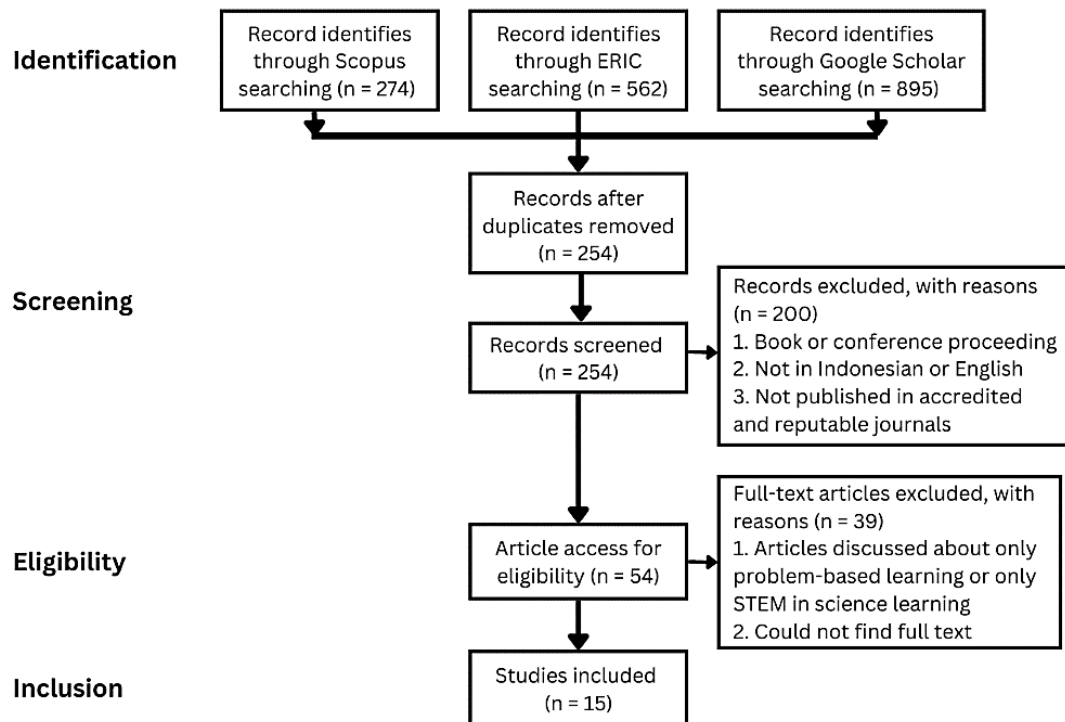 Identification
Record identifies
through Scopus
searching (n = 274)
Record identifies
through ERIC
searching (n = 562)
Record identifies
through Google Scholar
searching (n = 895)
Records after
duplicates removed
(n = 254)
Screening
Records screened
(n = 254)
Records excluded, with reasons
(n = 200)
1. Book or conference proceeding
2. Not in Indonesian or English
3. Not published in accredited
and reputable journals
Eligibility
Article access for
eligibility (n = 54)
Full-text articles excluded, with
reasons (n = 39)
1. Articles discussed about only
problem-based learning or only
STEM in science learning
2. Could not find full text
Inclusion
Studies included
(n = 15)